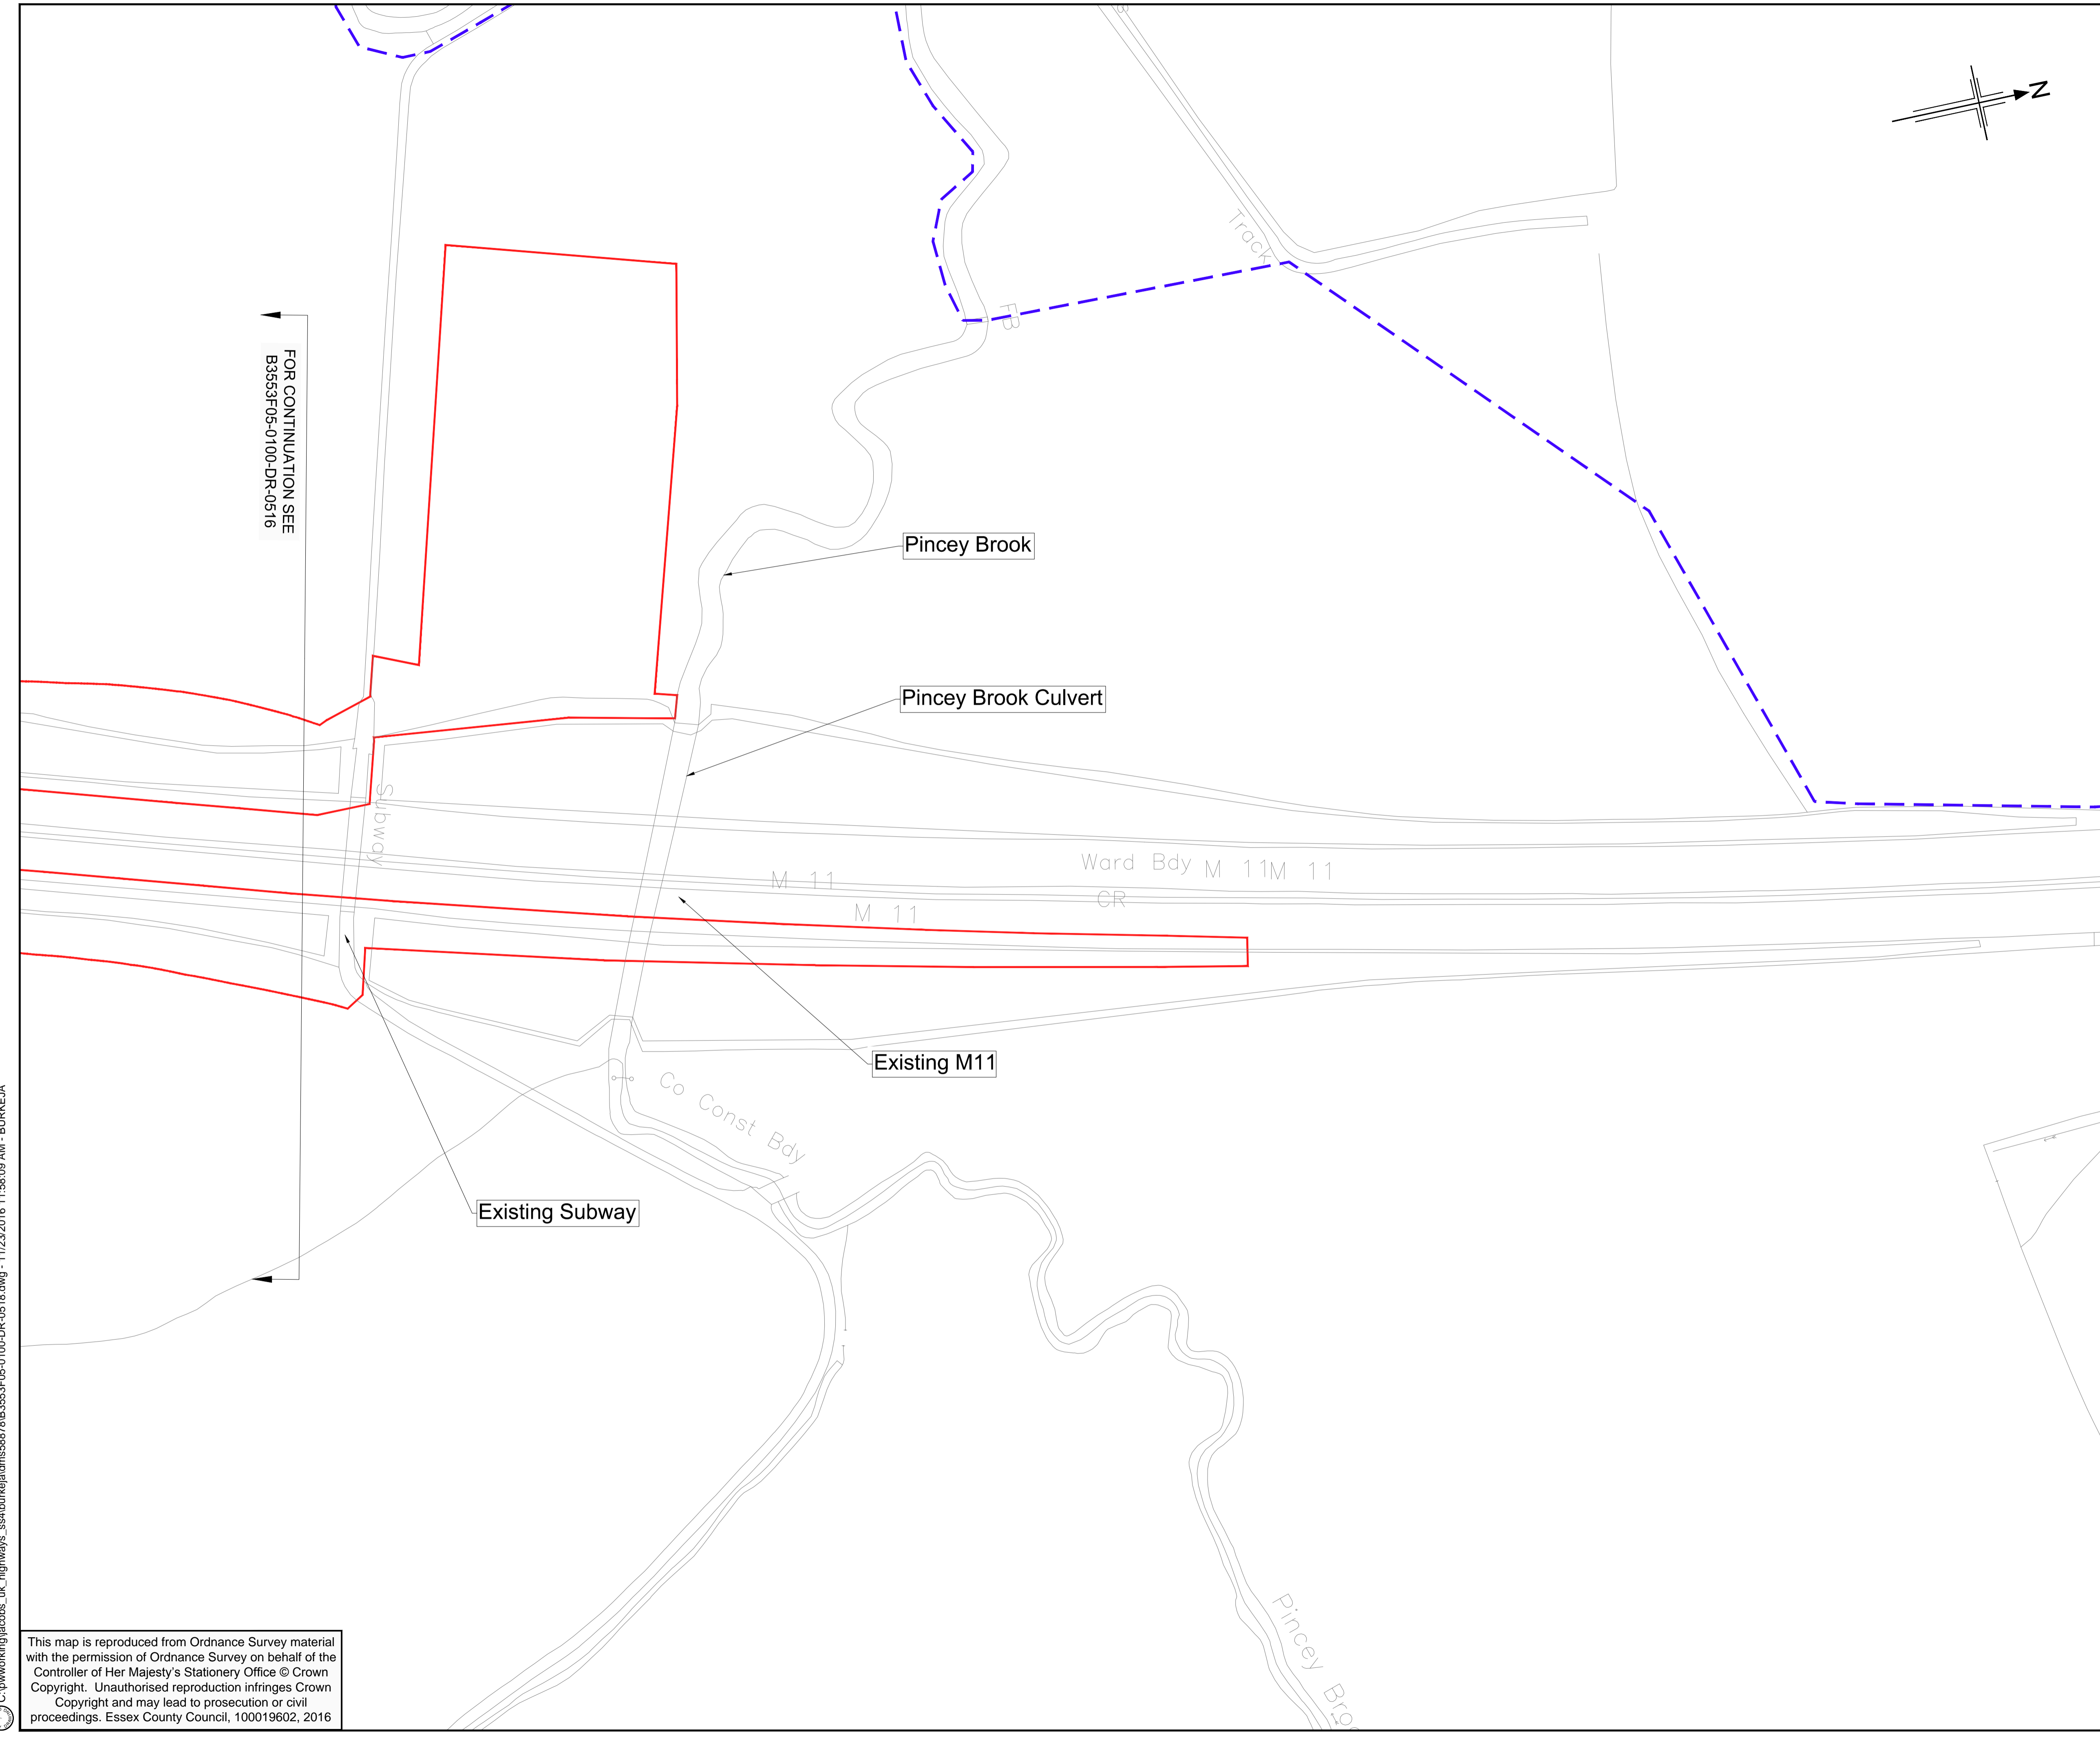 N
Track
FB
FOR CONTINUATION SEE
B3553F05-0100-DR-0516
Pincey Brook
Pincey Brook Culvert
Subway
Ward Bdy
M 11
M 11
M 11
CR
M 11
Existing M11
Co Const Bdy
Existing Subway
Pincey
This map is reproduced from Ordnance Survey material
with the permission of Ordnance Survey on behalf of the
Controller of Her Majesty's Stationery Office © Crown
Copyright. Unauthorised reproduction infringes Crown
Copyright and may lead to prosecution or civil
proceedings. Essex County Council, 100019602, 2016